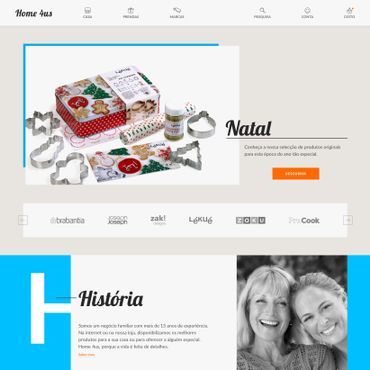 Home 4us
CASA
PRENDAS
MARCAS
PESQUISA
CONTA
CESTO
Natal
Conheça a nossa selecção de produtos originais
para esta época do ano tão especial.
DESCOBRIR
brabantia
joseph joseph
zak!
designs
Lékué
ZOKU
ProCook
H
História
Somos um negócio familiar com mais de 15 anos de experiência.
Na internet ou na nossa loja, disponibilizamos os melhores
produtos para a sua casa ou para oferecer a alguém especial.
Home 4us, porque a vida é feita de detalhes.
Saber mais